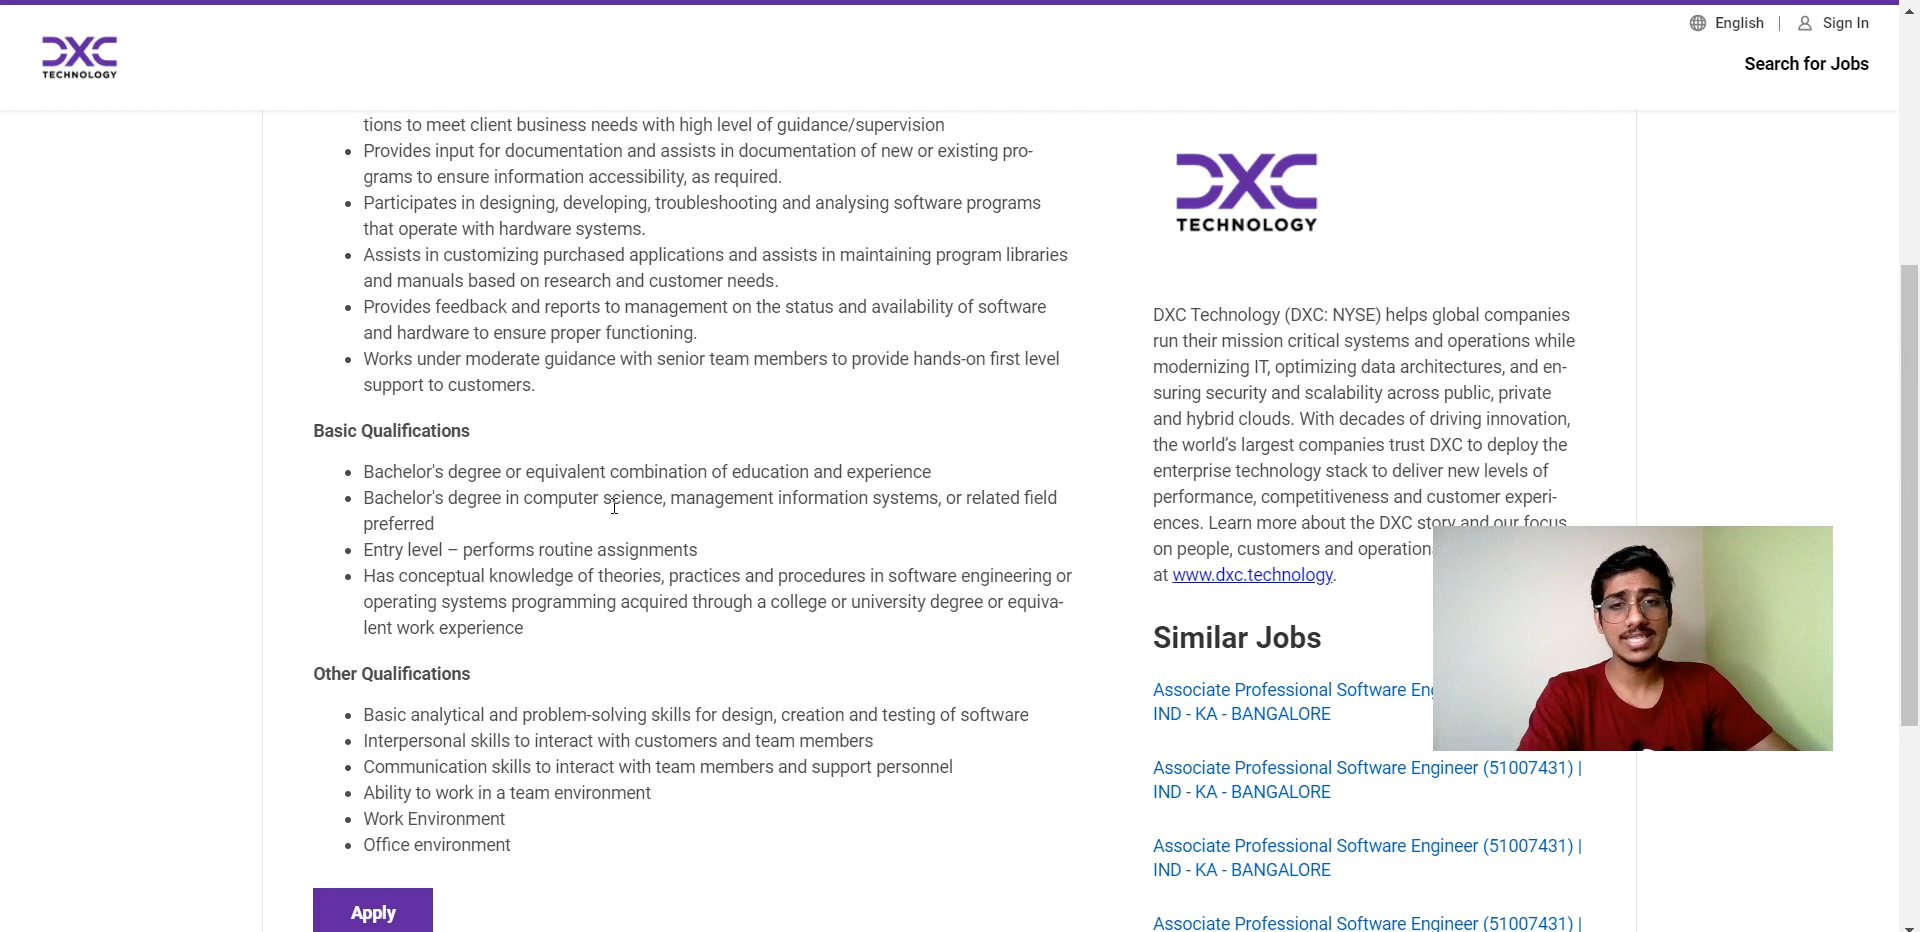 English | Sign In
DXC
TECHNOLOGY
Search for Jobs
tions to meet client business needs with high level of guidance/supervision
• Provides input for documentation and assists in documentation of new or existing pro-
grams to ensure information accessibility, as required.
• Participates in designing, developing, troubleshooting and analysing software programs
that operate with hardware systems.
• Assists in customizing purchased applications and assists in maintaining program libraries
and manuals based on research and customer needs.
• Provides feedback and reports to management on the status and availability of software
and hardware to ensure proper functioning.
• Works under moderate guidance with senior team members to provide hands-on first level
support to customers.
Basic Qualifications
• Bachelor's degree or equivalent combination of education and experience
• Bachelor's degree in computer science, management information systems, or related field
preferred
• Entry level – performs routine assignments
• Has conceptual knowledge of theories, practices and procedures in software engineering or
operating systems programming acquired through a college or university degree or equiva-
lent work experience
Other Qualifications
• Basic analytical and problem-solving skills for design, creation and testing of software
• Interpersonal skills to interact with customers and team members
• Communication skills to interact with team members and support personnel
• Ability to work in a team environment
• Work Environment
• Office environment
Apply
DXC
TECHNOLOGY
DXC Technology (DXC: NYSE) helps global companies
run their mission critical systems and operations while
modernizing IT, optimizing data architectures, and en-
suring security and scalability across public, private
and hybrid clouds. With decades of driving innovation,
the world's largest companies trust DXC to deploy the
enterprise technology stack to deliver new levels of
performance, competitiveness and customer experi-
ences. Learn more about the DXC story and our focus
on people, customers and operation
at www.dxc.technology.
Similar Jobs
Associate Professional Software Eng
IND - KA - BANGALORE
Associate Professional Software Engineer (51007431) |
IND - KA - BANGALORE
Associate Professional Software Engineer (51007431) |
IND - KA - BANGALORE
Associate Professional Software Engineer (51007431) |